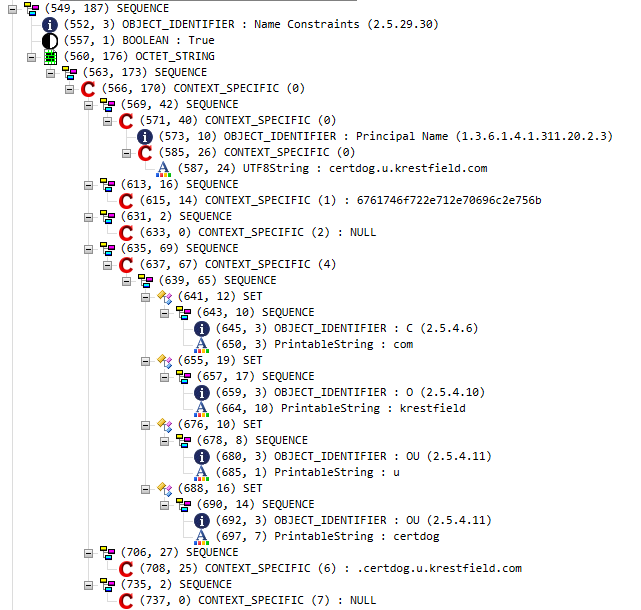 (549, 187) SEQUENCE
(552, 3) OBJECT_IDENTIFIER : Name Constraints (2.5.29.30)
(557, 1) BOOLEAN : True
(560, 176) OCTET_STRING
(563, 173) SEQUENCE
(566, 170) CONTEXT_SPECIFIC (0)
(569, 42) SEQUENCE
(571, 40) CONTEXT_SPECIFIC (0)
(573, 10) OBJECT_IDENTIFIER : Principal Name (1.3.6.1.4.1.311.20.2.3)
(585, 26) CONTEXT_SPECIFIC (0)
(587, 24) UTF8String : certdog.u.krestfield.com
(613, 16) SEQUENCE
(615, 14) CONTEXT_SPECIFIC (1) : 6761746f722e712e70696c2e756b
(631, 2) SEQUENCE
(633, 0) CONTEXT_SPECIFIC (2) : NULL
(635, 69) SEQUENCE
(637, 67) CONTEXT_SPECIFIC (4)
(639, 65) SEQUENCE
(641, 12) SET
(643, 10) SEQUENCE
(645, 3) OBJECT_IDENTIFIER : C (2.5.4.6)
(650, 3) PrintableString : com
(655, 19) SET
(657, 17) SEQUENCE
(659, 3) OBJECT_IDENTIFIER : O (2.5.4.10)
(664, 10) PrintableString : krestfield
(676, 10) SET
(678, 8) SEQUENCE
(680, 3) OBJECT_IDENTIFIER : OU (2.5.4.11)
(685, 1) PrintableString : u
(688, 16) SET
(690, 14) SEQUENCE
(692, 3) OBJECT_IDENTIFIER : OU (2.5.4.11)
(697, 7) PrintableString : certdog
(706, 27) SEQUENCE
(708, 25) CONTEXT_SPECIFIC (6) : .certdog.u.krestfield.com
(735, 2) SEQUENCE
(737, 0) CONTEXT_SPECIFIC (7) : NULL